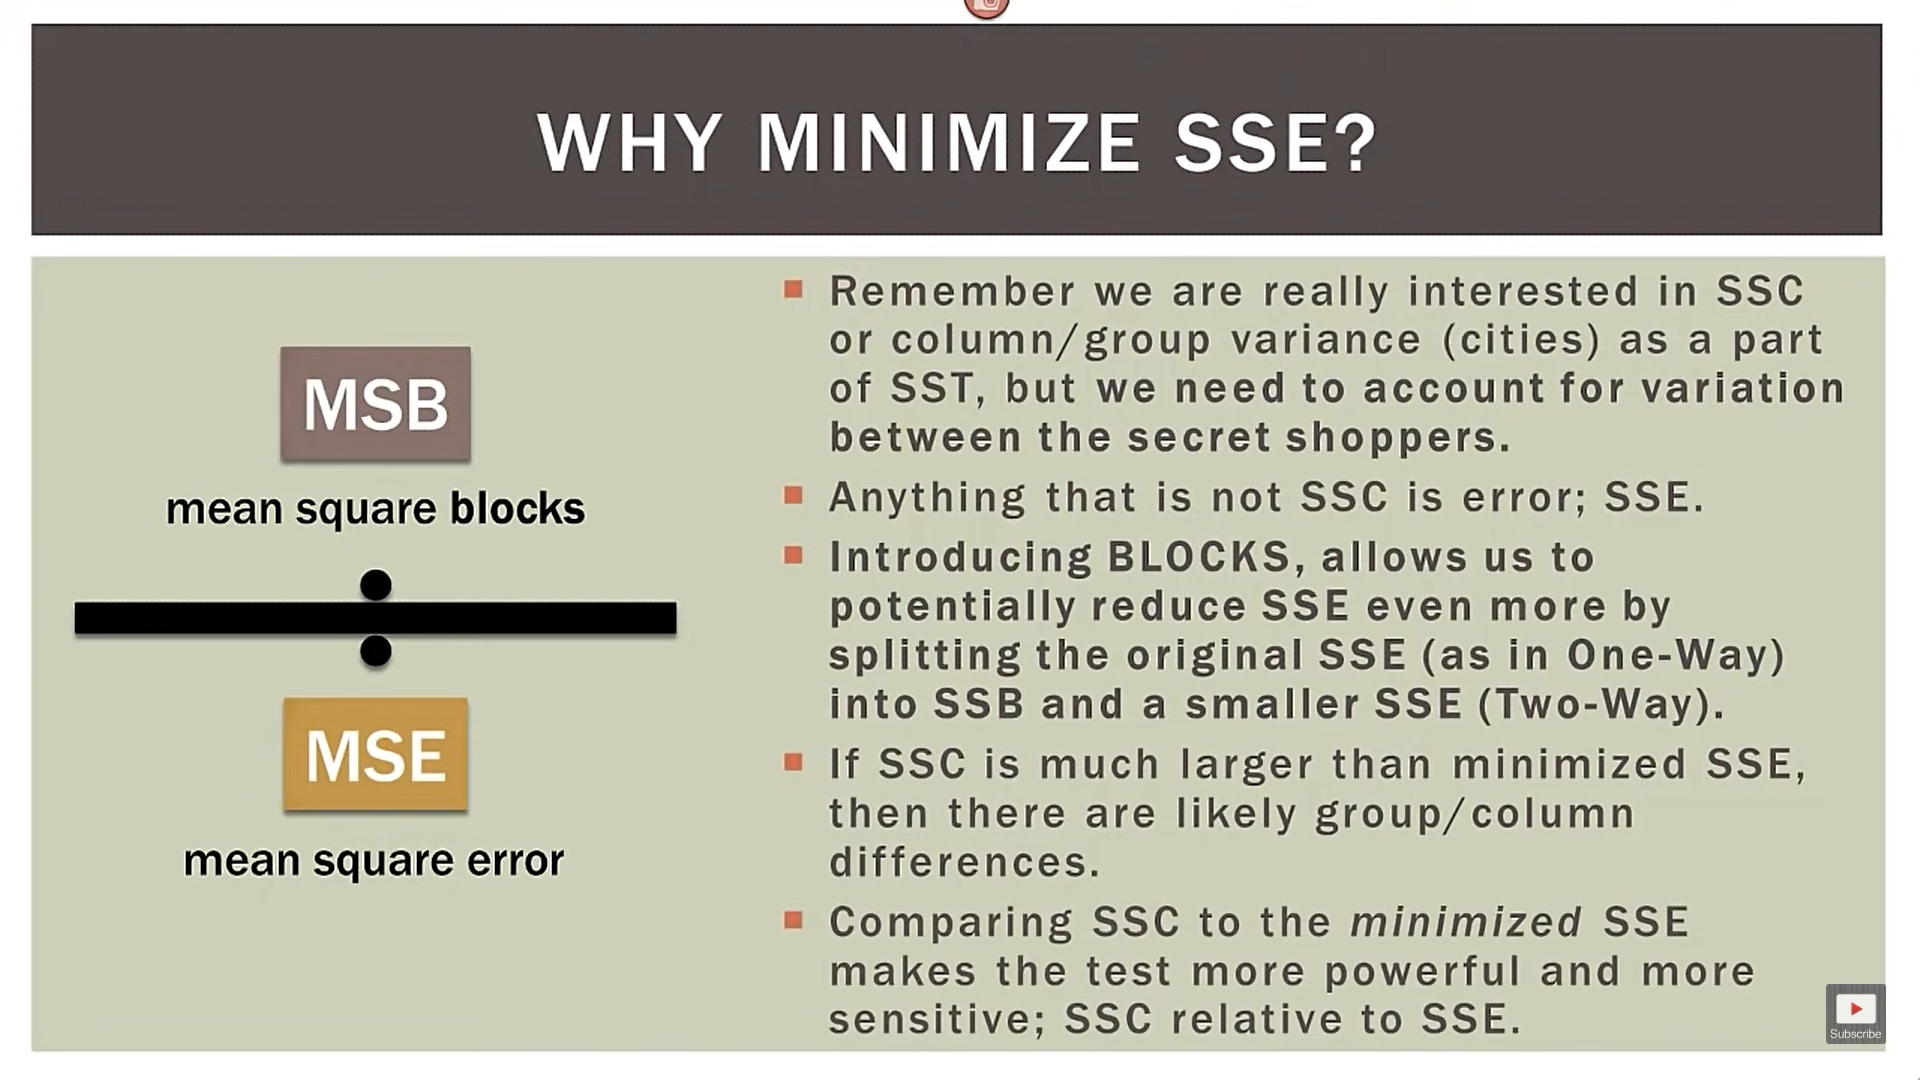 WHY MINIMIZE SSE?
MSB
mean square blocks
MSE
mean square error
Remember we are really interested in SSC
or column/group variance (cities) as a part
of SST, but we need to account for variation
between the secret shoppers.
Anything that is not SSC is error; SSE.
Introducing BLOCKS, allows us to
potentially reduce SSE even more by
splitting the original SSE (as in One-Way)
into SSB and a smaller SSE (Two-Way).
If SSC is much larger than minimized SSE,
then there are likely group/column
differences.
Comparing SSC to the minimized SSE
makes the test more powerful and more
sensitive; SSC relative to SSE.
Subscribe